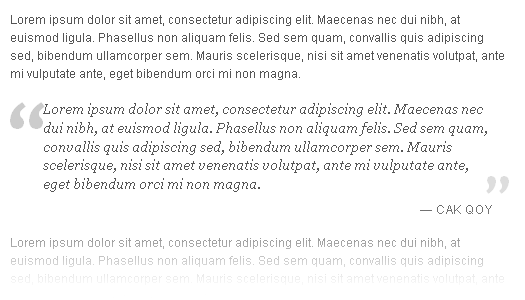 Lorem ipsum dolor sit amet, consectetur adipiscing elit. Maecenas nec dui nibh, at
euismod ligula. Phasellus non aliquam felis. Sed sem quam, convallis quis adipiscing
sed, bibendum ullamcorper sem. Mauris scelerisque, nisi sit amet venenatis volutpat, ante
mi vulputate ante, eget bibendum orci mi non magna.
“Lorem ipsum dolor sit amet, consectetur adipiscing elit. Maecenas nec
dui nibh, at euismod ligula. Phasellus non aliquam felis. Sed sem quam,
convallis quis adipiscing sed, bibendum ullamcorper sem. Mauris
scelerisque, nisi sit amet venenatis volutpat, ante mi vulputate ante,
eget bibendum orci mi non magna.”
— CAK QOY
Lorem ipsum dolor sit amet, consectetur adipiscing elit. Maecenas nec dui nibh, at
euismod ligula. Phasellus non aliquam felis. Sed sem quam, convallis quis adipiscing
sed, bibendum ullamcorper sem. Mauris scelerisque, nisi sit amet venenatis volutpat, ante